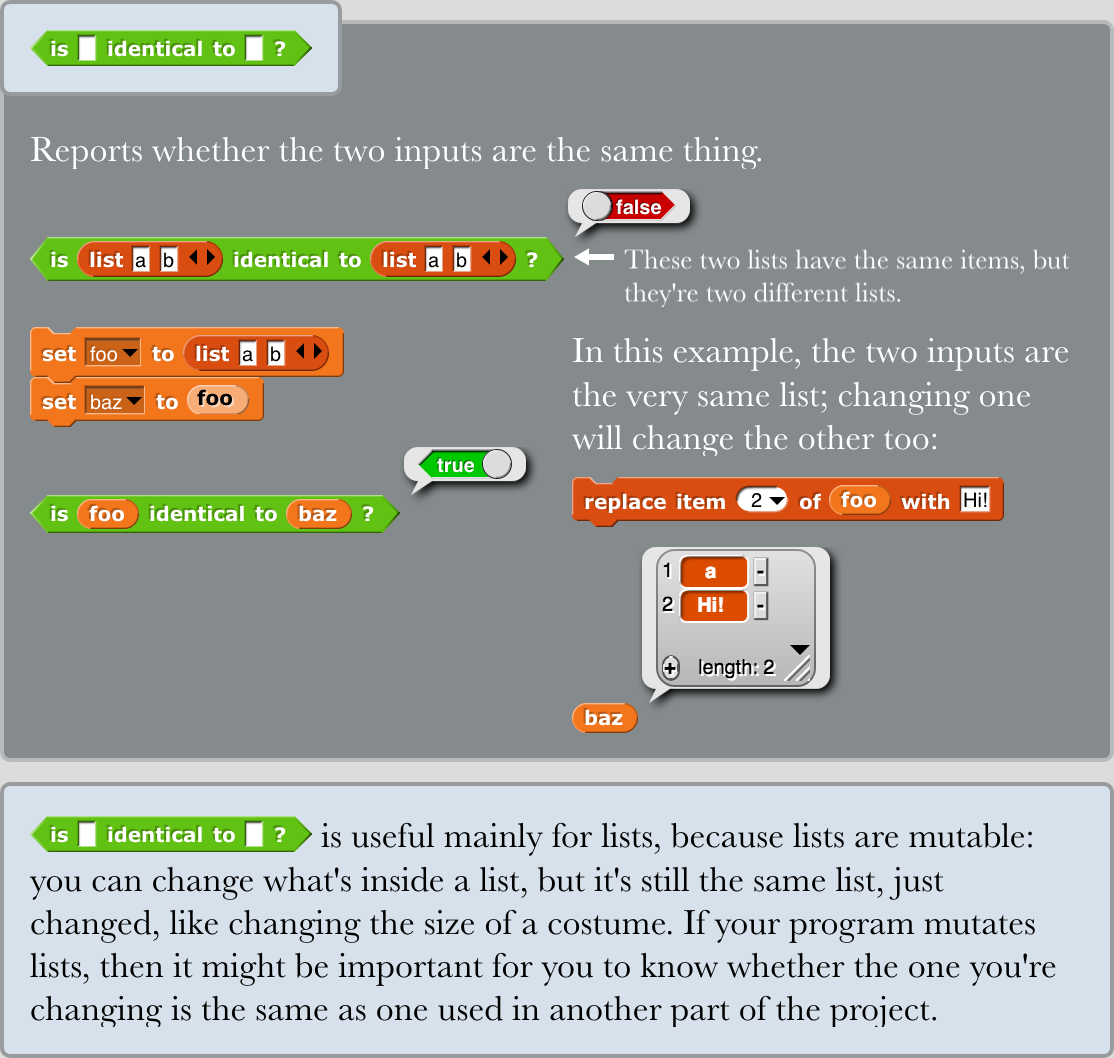 is identical to ?
Reports whether the two inputs are the same thing.
false
is list a b identical to list a b ?
These two lists have the same items, but
they're two different lists.
set foo to list a b
set baz to foo
true
is foo identical to baz ?
In this example, the two inputs are
the very same list; changing one
will change the other too:
replace item 2 of foo with Hi!
1 a -
2 Hi! -
+ length: 2
baz
is identical to ? is useful mainly for lists, because lists are mutable:
you can change what's inside a list, but it's still the same list, just
changed, like changing the size of a costume. If your program mutates
lists, then it might be important for you to know whether the one you're
changing is the same as one used in another part of the project.